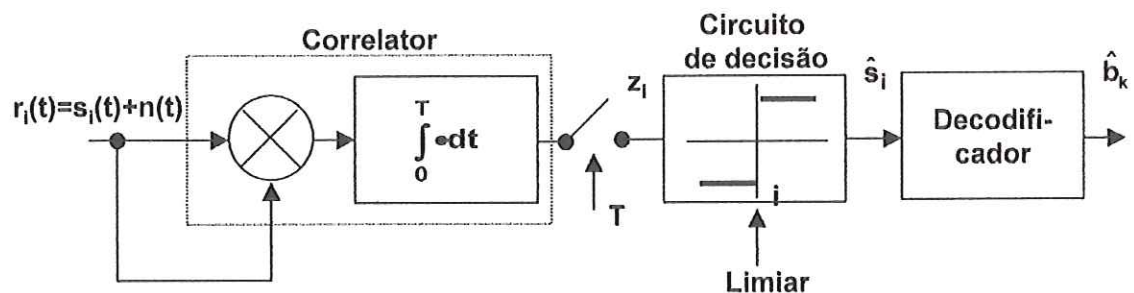 Correlator
Circuito
de decisão
r_i(t)=s_i(t)+n(t)
T
∫ •dt
0
z_i
T
i
Limiar
ŝ_i
Decodifi-
cador
b̂_k